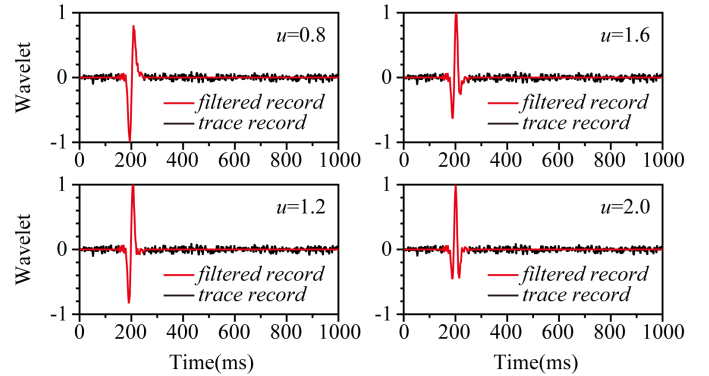 1
0
-1
Wavelet
u=0.8
filtered record
trace record
0 200 400 600 800 1000
1
0
-1
u=1.6
filtered record
trace record
0 200 400 600 800 1000
1
0
-1
Wavelet
u=1.2
filtered record
trace record
0 200 400 600 800 1000
Time(ms)
1
0
-1
u=2.0
filtered record
trace record
0 200 400 600 800 1000
Time(ms)